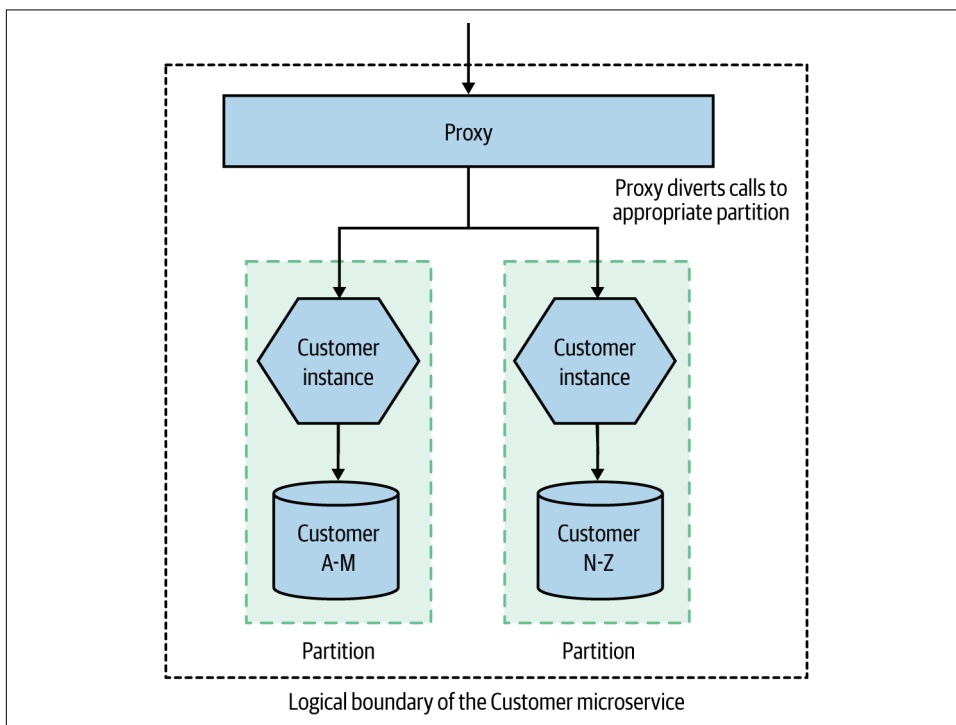 Proxy
Proxy diverts calls to
appropriate partition
Customer
instance
Customer
A-M
Partition
Customer
instance
Customer
N-Z
Partition
Logical boundary of the Customer microservice